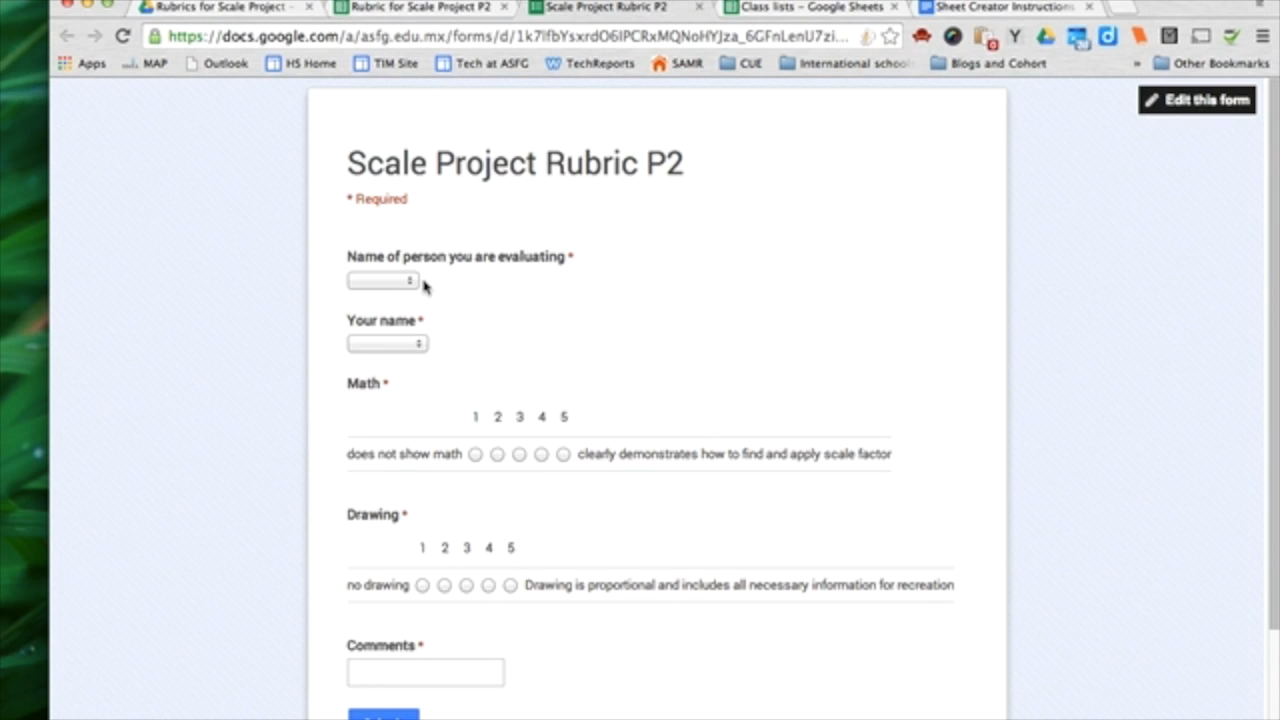 Rubrics for Scale Project - × Rubric for Scale Project P2 × Scale Project Rubric P2 × Class lists - Google Sheets × Sheet Creator Instructions ×
https://docs.google.com/a/asfg.edu.mx/forms/d/1k7lfbYsxrdO6IPCRxMQNoHYJza_6GFnLenU7zi...
Apps MAP Outlook HS Home TIM Site Tech at ASFG TechReports SAMR CUE International school Blogs and Cohort » Other Bookmarks
Edit this form
Scale Project Rubric P2
* Required
Name of person you are evaluating *
Your name *
Math *
1 2 3 4 5
does not show math clearly demonstrates how to find and apply scale factor
Drawing *
1 2 3 4 5
no drawing Drawing is proportional and includes all necessary information for recreation
Comments *